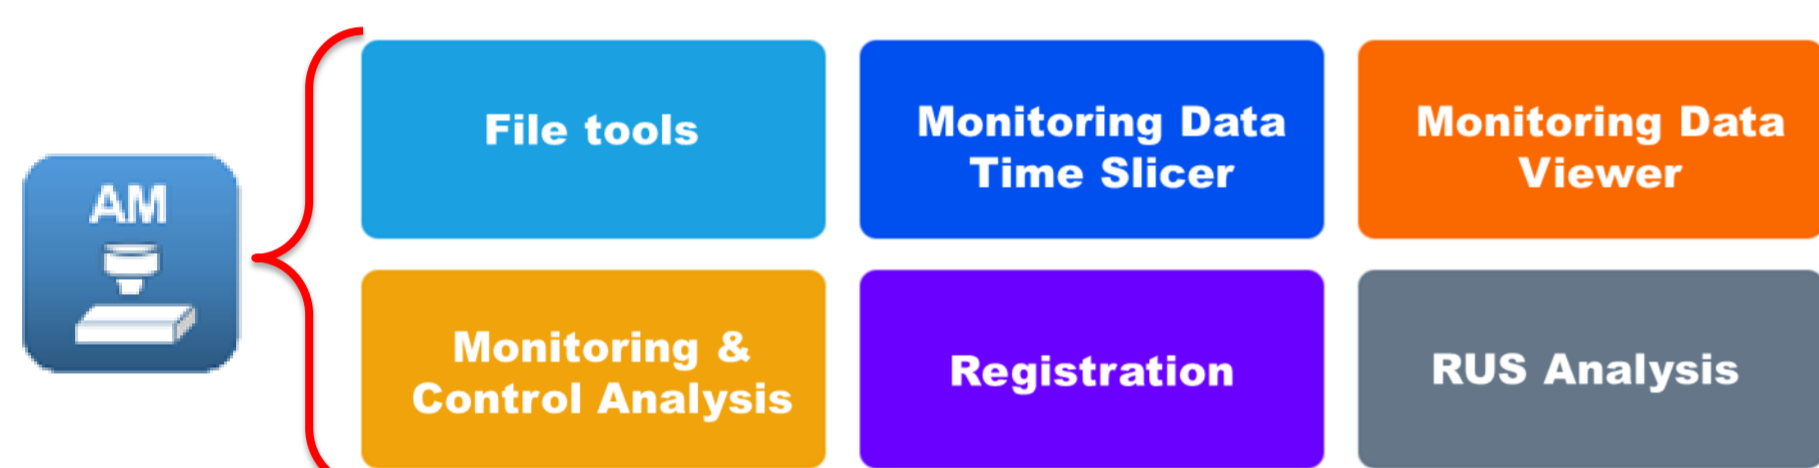 AM
File tools
Monitoring Data
Time Slicer
Monitoring Data
Viewer
Monitoring &
Control Analysis
Registration
RUS Analysis